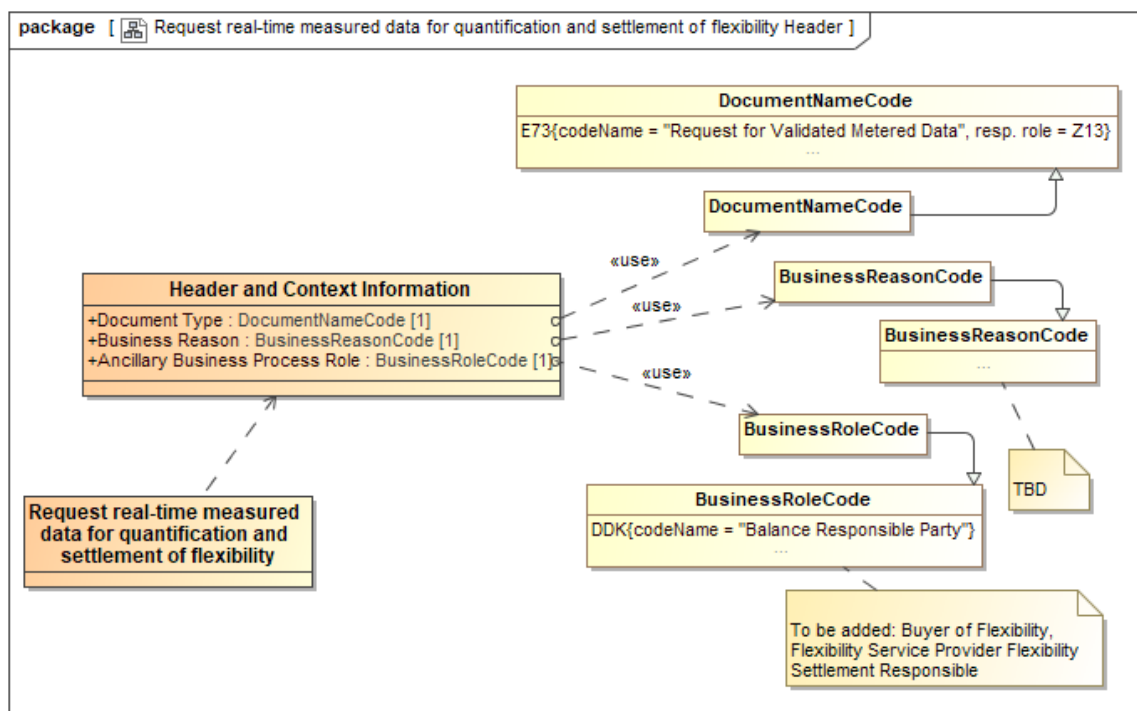 package [ Request real-time measured data for quantification and settlement of flexibility Header ]
DocumentNameCode
E73{codeName = "Request for Validated Metered Data", resp. role = Z13}
...
DocumentNameCode
«use»
BusinessReasonCode
«use»
Header and Context Information
+Document Type : DocumentNameCode [1]
+Business Reason : BusinessReasonCode [1]
+Ancillary Business Process Role : BusinessRoleCode [1]
BusinessReasonCode
...
«use»
BusinessRoleCode
TBD
Request real-time measured
data for quantification and
settlement of flexibility
BusinessRoleCode
DDK{codeName = "Balance Responsible Party"}
...
To be added: Buyer of Flexibility,
Flexibility Service Provider Flexibility
Settlement Responsible